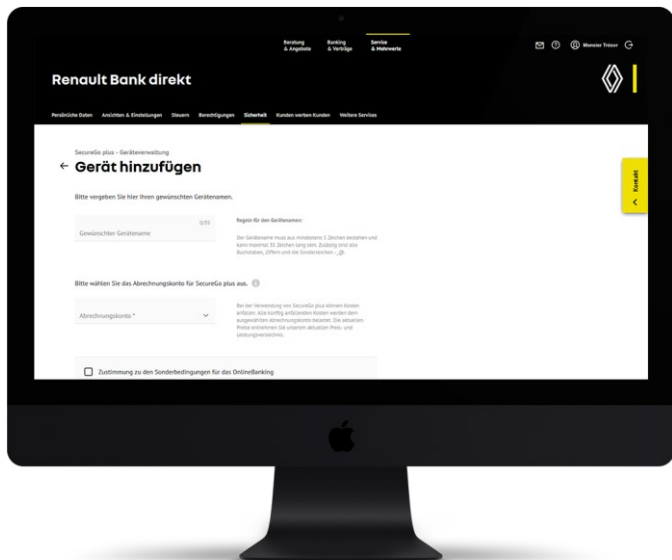 Beratung & Angebote
Banking & Verträge
Service & Mehrwerte
Monsier Trésor
Renault Bank direkt
Persönliche Daten Ansichten & Einstellungen Steuern Berechtigungen Sicherheit Kunden werben Kunden Weitere Services
SecureGo plus - Geräteverwaltung
Gerät hinzufügen
Bitte vergeben Sie hier Ihren gewünschten Gerätenamen.
0/35
Gewünschter Gerätename
Regeln für den Gerätenamen:
Der Gerätename muss aus mindestens 5 Zeichen bestehen und
kann maximal 35 Zeichen lang sein. Zulässig sind alle
Buchstaben, Ziffern und die Sonderzeichen -_@.
Bitte wählen Sie das Abrechnungskonto für SecureGo plus aus.
Abrechnungskonto *
Bei der Verwendung von SecureGo plus können Kosten
anfallen. Alle künftig anfallenden Kosten werden dem
ausgewählten abrechnungskonto belastet. Die aktuellen
Preise entnehmen Sie unserem aktuellen Preis- und
Leistungsverzeichnis.
Zustimmung zu den Sonderbedingungen für das OnlineBanking
Kontakt